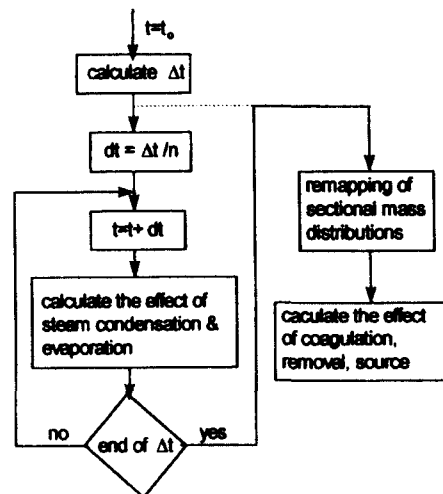 t=t₀
calculate Δt
dt = Δt /n
t=t+ dt
calculate the effect of
steam condensation &
evaporation
no
end of Δt
yes
remapping of
sectional mass
distributions
caculate the effect
of coagulation,
removal, source